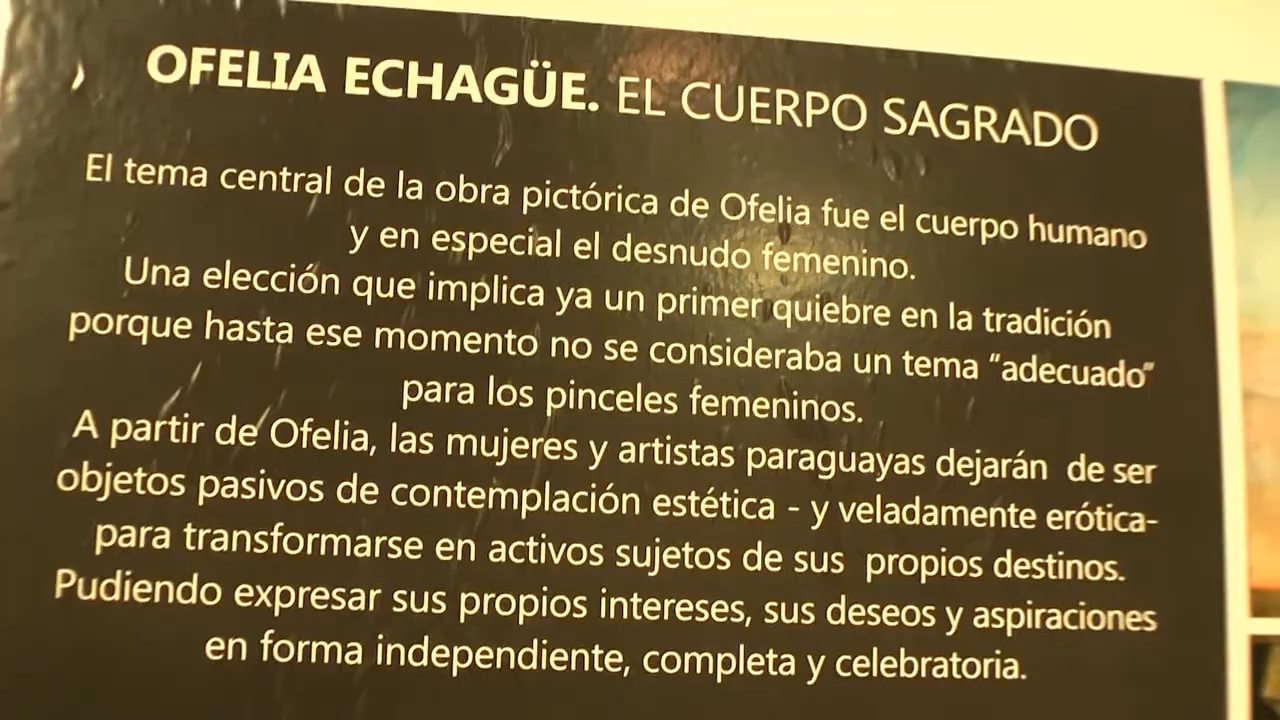 OFELIA ECHAGÜE. EL CUERPO SAGRADO
El tema central de la obra pictórica de Ofelia fue el cuerpo humano
y en especial el desnudo femenino.
Una elección que implica ya un primer quiebre en la tradición
porque hasta ese momento no se consideraba un tema “adecuado”
para los pinceles femeninos.
A partir de Ofelia, las mujeres y artistas paraguayas dejarán de ser
objetos pasivos de contemplación estética - y veladamente erótica-
para transformarse en activos sujetos de sus propios destinos.
Pudiendo expresar sus propios intereses, sus deseos y aspiraciones
en forma independiente, completa y celebratoria.